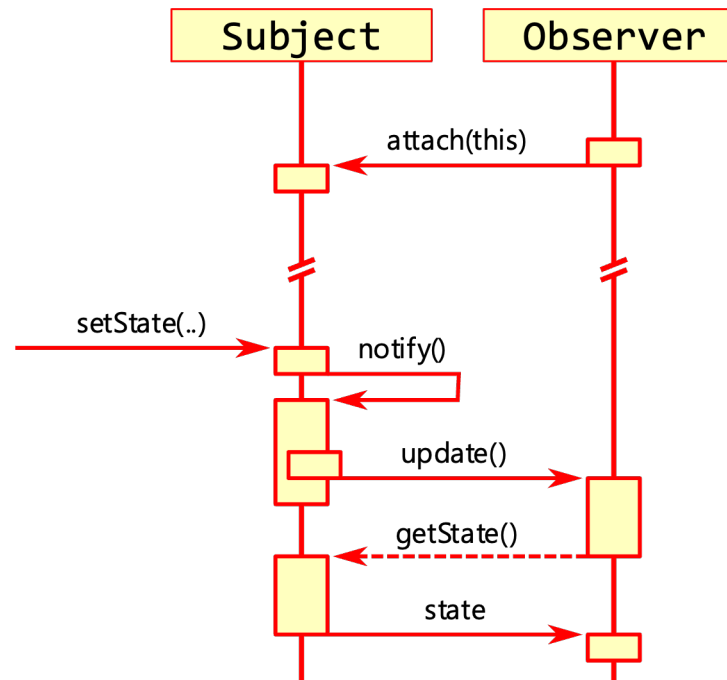 Subject
Observer
attach(this)
setState(..)
notify()
update()
getState()
state